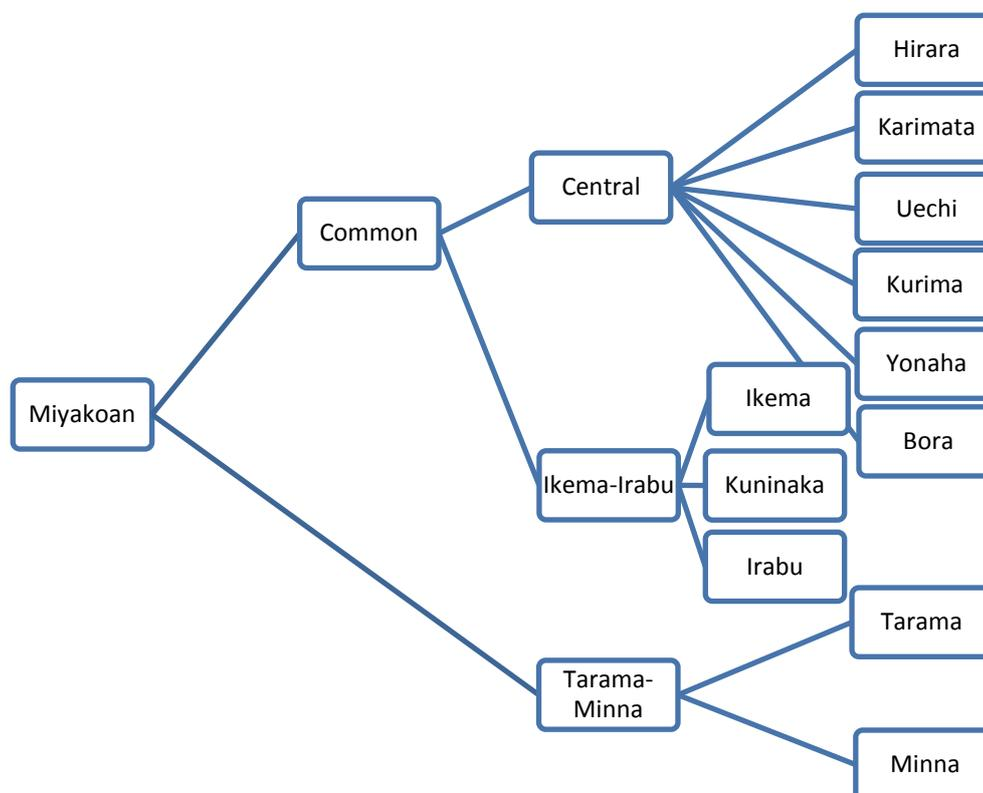 Hirara
Karimata
Central
Uechi
Common
Kurima
Yonaha
Ikema
Miyakoan
Bora
Ikema-Irabu
Kuninaka
Irabu
Tarama
Tarama-
Minna
Minna